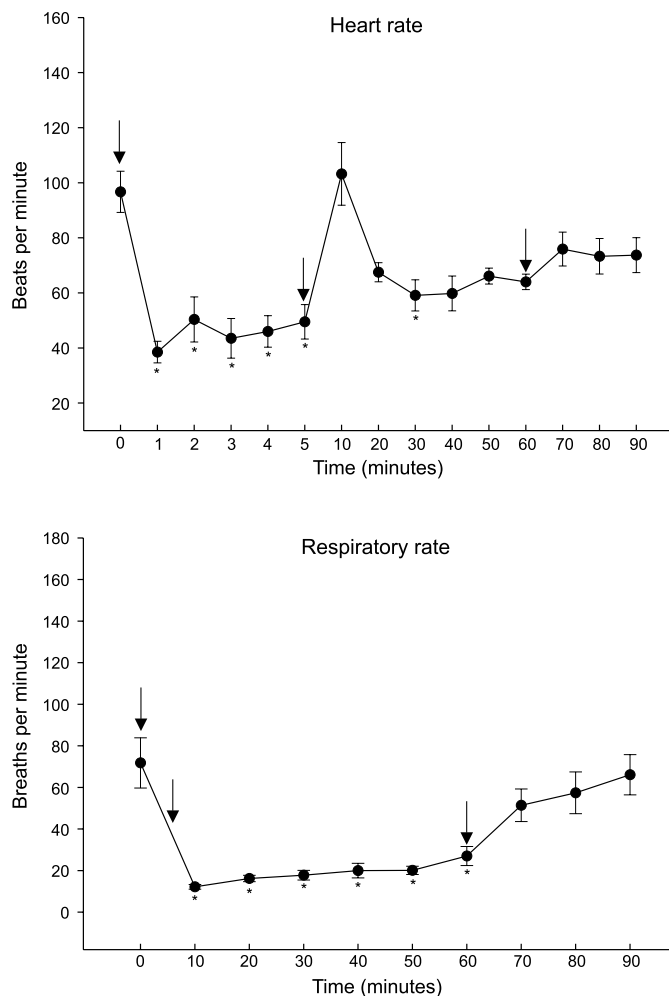 Heart rate
160
140
120
100
80
60
40
20
Beats per minute
* * * * * *
0 1 2 3 4 5 10 20 30 40 50 60 70 80 90
Time (minutes)
Respiratory rate
180
160
140
120
100
80
60
40
20
0
Breaths per minute
* * * * * *
0 10 20 30 40 50 60 70 80 90
Time (minutes)